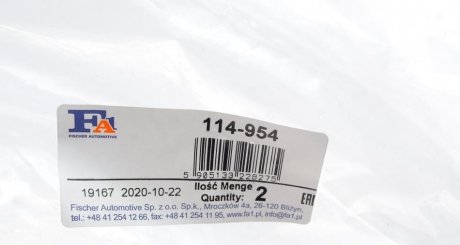 FA
FISCHER AUTOMOTIVE
114-954
5 905133 228275
19167 2020-10-22
Ilość Menge
Quantity: 2
EAC
Fischer Automotive Sp. z o.o. Sp.k., Mroczków 4a, 26-120 Bliżyn,
tel.: +48 41 254 12 66, fax: +48 41 254 11 95, www.fa1.pl, info@fa1.pl